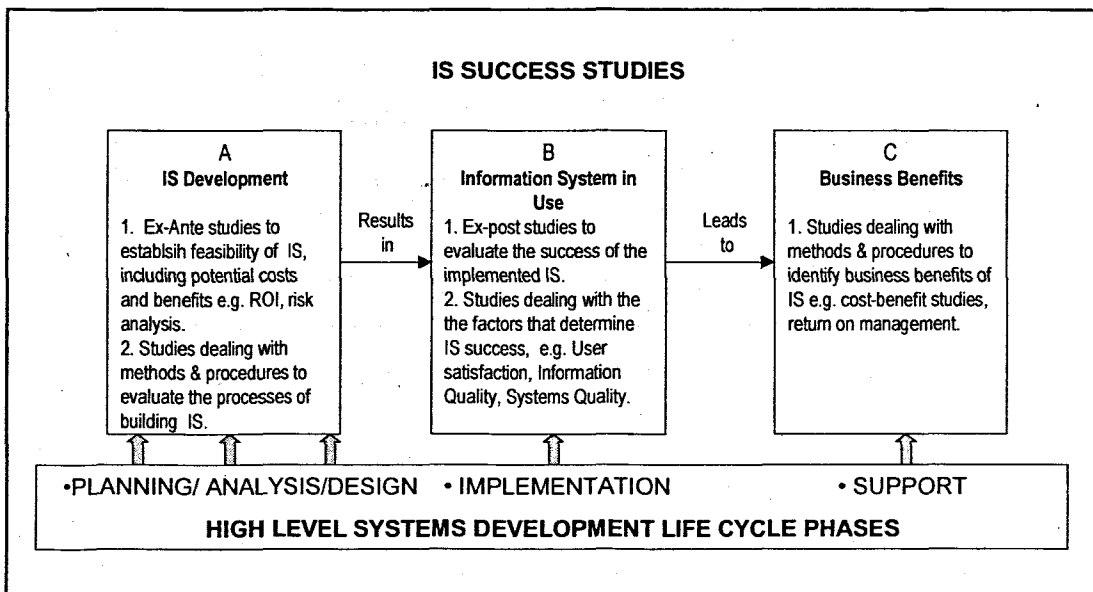 IS SUCCESS STUDIES
A
IS Development
1. Ex-Ante studies to
establsih feasibility of IS,
including potential costs
and benefits e.g. ROI, risk
analysis.
2. Studies dealing with
methods & procedures to
evaluate the processes of
building IS.
Results
in
B
Information System in
Use
1. Ex-post studies to
evaluate the success of the
implemented IS.
2. Studies dealing with the
the factors that determine
IS success, e.g. User
satisfaction, Information
Quality, Systems Quality.
Leads
to
C
Business Benefits
1. Studies dealing with
methods & procedures to
identify business benefits of
IS e.g. cost-benefit studies,
return on management.
•PLANNING/ ANALYSIS/DESIGN • IMPLEMENTATION • SUPPORT
HIGH LEVEL SYSTEMS DEVELOPMENT LIFE CYCLE PHASES